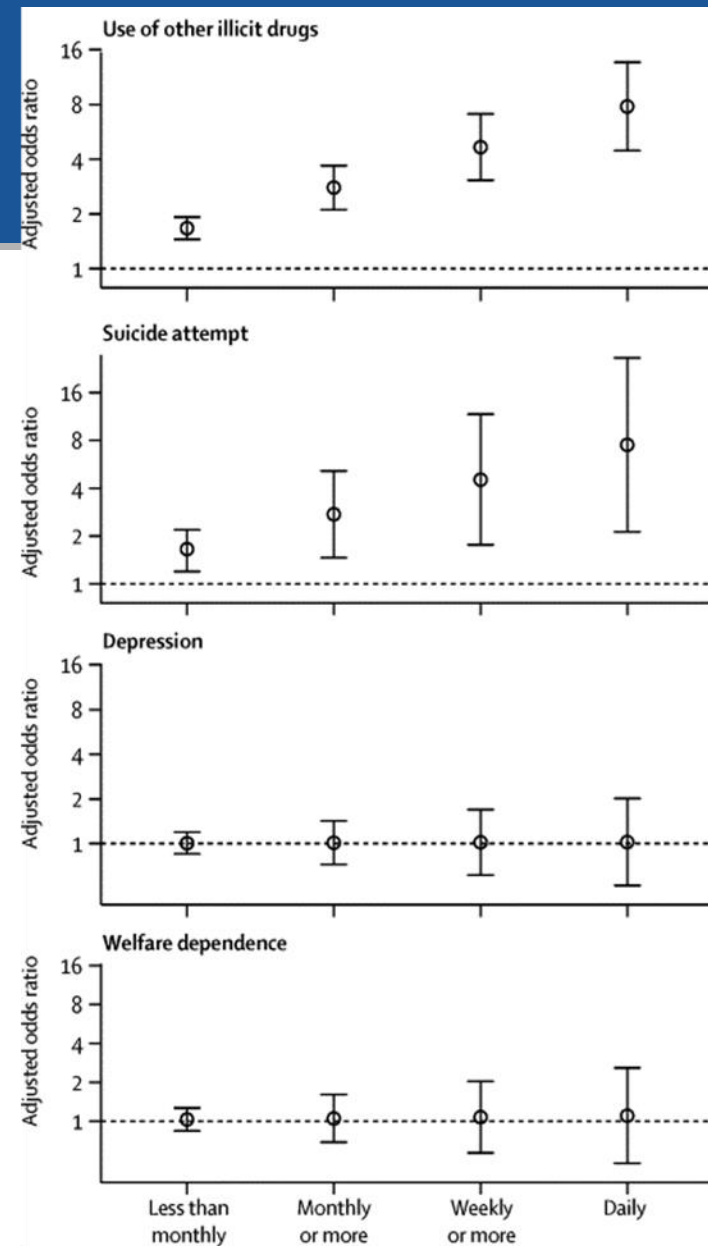 Use of other illicit drugs
Adjusted odds ratio
16
8
4
2
1
Suicide attempt
Adjusted odds ratio
16
8
4
2
1
Depression
Adjusted odds ratio
16
8
4
2
1
Welfare dependence
Adjusted odds ratio
16
8
4
2
1
Less than
monthly
Monthly
or more
Weekly
or more
Daily